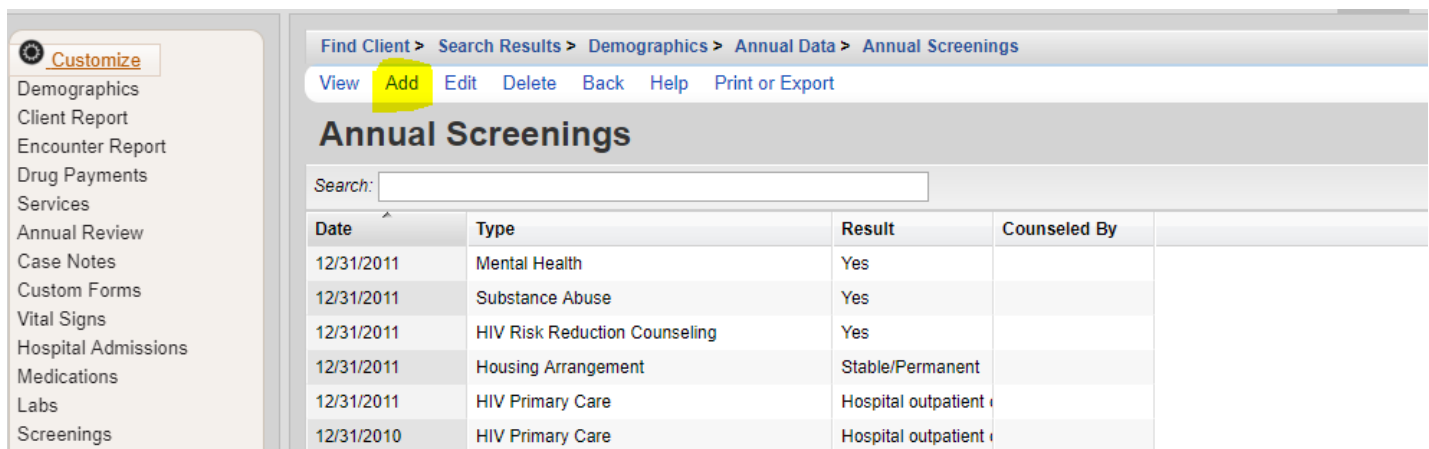 Customize
Demographics
Client Report
Encounter Report
Drug Payments
Services
Annual Review
Case Notes
Custom Forms
Vital Signs
Hospital Admissions
Medications
Labs
Screenings
Find Client > Search Results > Demographics > Annual Data > Annual Screenings
View Add Edit Delete Back Help Print or Export
Annual Screenings
Search:
Date Type Result Counseled By
12/31/2011 Mental Health Yes
12/31/2011 Substance Abuse Yes
12/31/2011 HIV Risk Reduction Counseling Yes
12/31/2011 Housing Arrangement Stable/Permanent
12/31/2011 HIV Primary Care Hospital outpatient
12/31/2010 HIV Primary Care Hospital outpatient